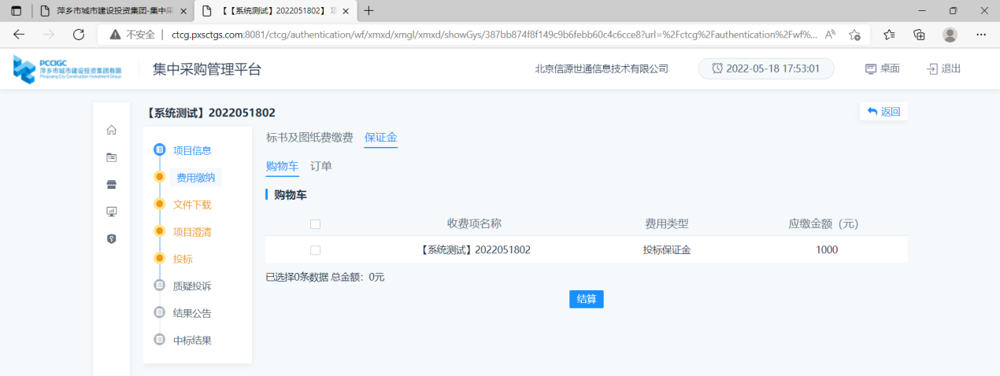 萍乡市城市建设投资集团-集中采
【【系统测试】2022051802】 项
不安全 | ctcg.pxsctgs.com:8081/ctcg/authentication/wf/xmxd/xmgl/xmxd/showGys/387bb874f8f149c9b6febb60c4c6cce8?url=%2Fctcg%2Fauthentication%2Fwf%...
PCCIGC
萍乡市城市建设投资集团有限
Pingxiang City Construction Investment Group
集中采购管理平台
北京信源世通信息技术有限公司
2022-05-18 17:53:01
桌面
退出
【系统测试】2022051802
返回
项目信息
费用缴纳
文件下载
项目澄清
投标
质疑投诉
结果公告
中标结果
标书及图纸费缴费 保证金
购物车 订单
购物车
收费项名称 费用类型 应缴金额（元）
【系统测试】2022051802 投标保证金 1000
已选择0条数据 总金额：0元
结算